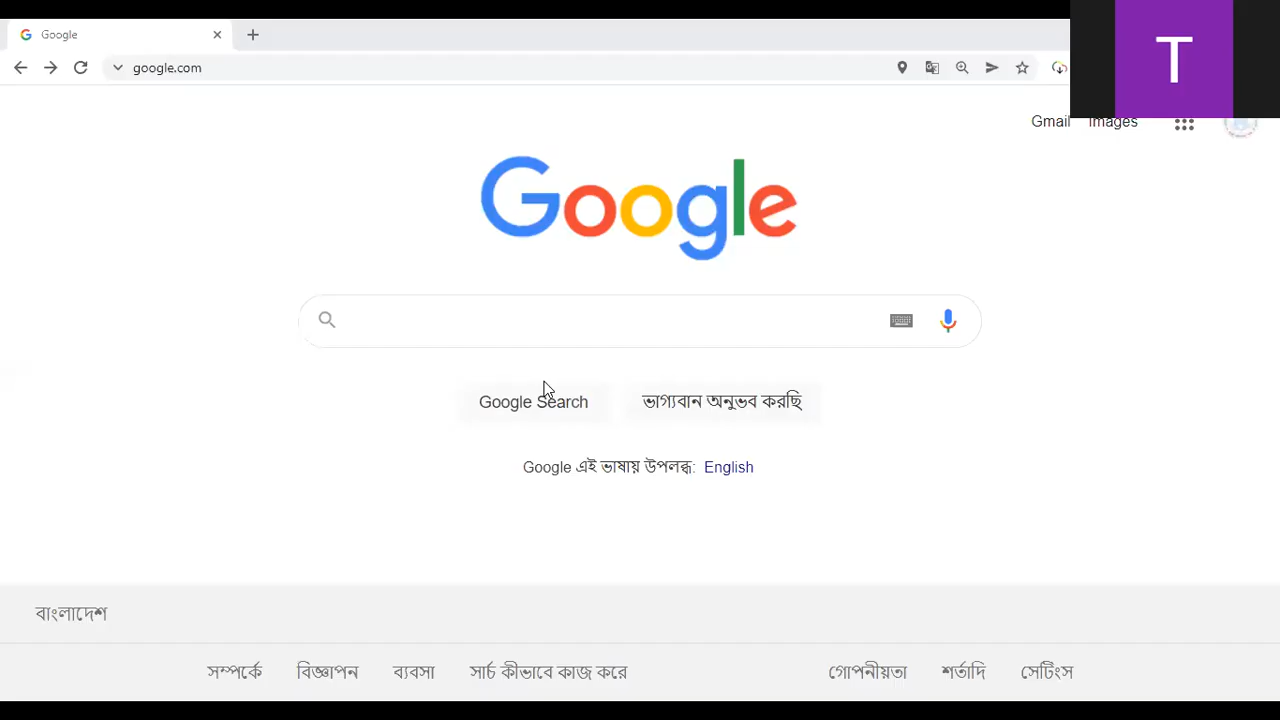 Google
google.com
T
Gmail Images
Google
Google Search ভাগ্যবান অনুভব করছি
Google এই ভাষায় উপলব্ধ: English
বাংলাদেশ
সম্পর্কে বিজ্ঞাপন ব্যবসা সার্চ কীভাবে কাজ করে গোপনীয়তা শর্তাদি সেটিংস